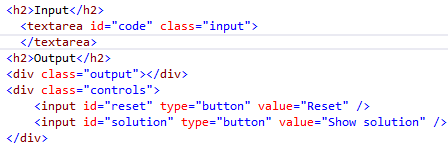 <h2>Input</h2>
  <textarea id="code" class="input">
  </textarea>
<h2>Output</h2>
<div class="output"></div>
<div class="controls">
    <input id="reset" type="button" value="Reset" />
    <input id="solution" type="button" value="Show solution" />
</div>